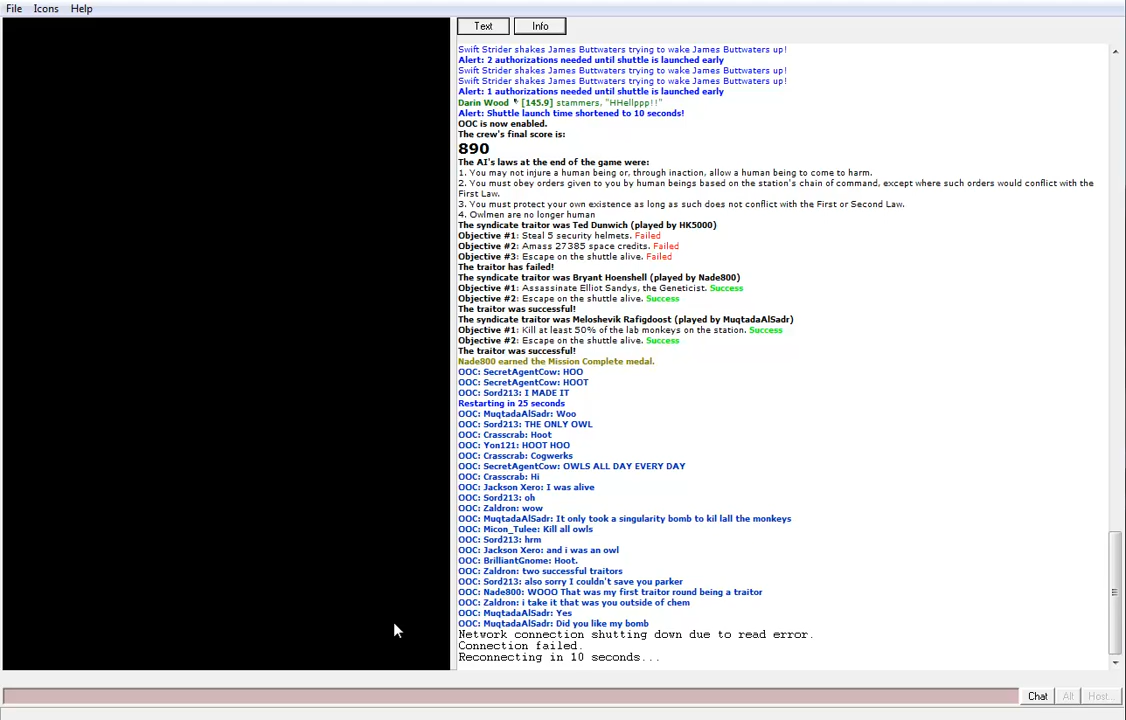 File Icons Help
Text Info
Swift Strider shakes James Buttwaters trying to wake James Buttwaters up!
Alert: 2 authorizations needed until shuttle is launched early
Swift Strider shakes James Buttwaters trying to wake James Buttwaters up!
Swift Strider shakes James Buttwaters trying to wake James Buttwaters up!
Alert: 1 authorizations needed until shuttle is launched early
Darin Wood [145.9] stammers, "HHellppp!!"
Alert: Shuttle launch time shortened to 10 seconds!
OOC is now enabled.
The crew's final score is:
890
The AI's laws at the end of the game were:
1. You may not injure a human being or, through inaction, allow a human being to come to harm.
2. You must obey orders given to you by human beings based on the station's chain of command, except where such orders would conflict with the
First Law.
3. You must protect your own existence as long as such does not conflict with the First or Second Law.
4. Owlmen are no longer human
The syndicate traitor was Ted Dunwich (played by HK5000)
Objective #1: Steal 5 security helmets. Failed
Objective #2: Amass 27385 space credits. Failed
Objective #3: Escape on the shuttle alive. Failed
The traitor has failed!
The syndicate traitor was Bryant Hoenshell (played by Nade800)
Objective #1: Assassinate Elliot Sandys, the Geneticist. Success
Objective #2: Escape on the shuttle alive. Success
The traitor was successful!
The syndicate traitor was Meloshevik Rafigdoost (played by MuqtadaAlSadr)
Objective #1: Kill at least 50% of the lab monkeys on the station. Success
Objective #2: Escape on the shuttle alive. Success
The traitor was successful!
Nade800 earned the Mission Complete medal.
OOC: SecretAgentCow: HOO
OOC: SecretAgentCow: HOOT
OOC: Sord213: I MADE IT
Restarting in 25 seconds
OOC: MuqtadaAlSadr: Woo
OOC: Sord213: THE ONLY OWL
OOC: Crasscrab: Hoot
OOC: Yon121: HOOT HOO
OOC: Crasscrab: Cogwerks
OOC: SecretAgentCow: OWLS ALL DAY EVERY DAY
OOC: Crasscrab: Hi
OOC: Jackson Xero: I was alive
OOC: Sord213: oh
OOC: Zaldron: wow
OOC: MuqtadaAlSadr: It only took a singularity bomb to kil lall the monkeys
OOC: Micon_Tulee: Kill all owls
OOC: Sord213: hrm
OOC: Jackson Xero: and i was an owl
OOC: BrilliantGnome: Hoot.
OOC: Zaldron: two successful traitors
OOC: Sord213: also sorry I couldn't save you parker
OOC: Nade800: WOOO That was my first traitor round being a traitor
OOC: Zaldron: i take it that was you outside of chem
OOC: MuqtadaAlSadr: Yes
OOC: MuqtadaAlSadr: Did you like my bomb
Network connection shutting down due to read error.
Connection failed.
Reconnecting in 10 seconds...
Chat Alt Host...